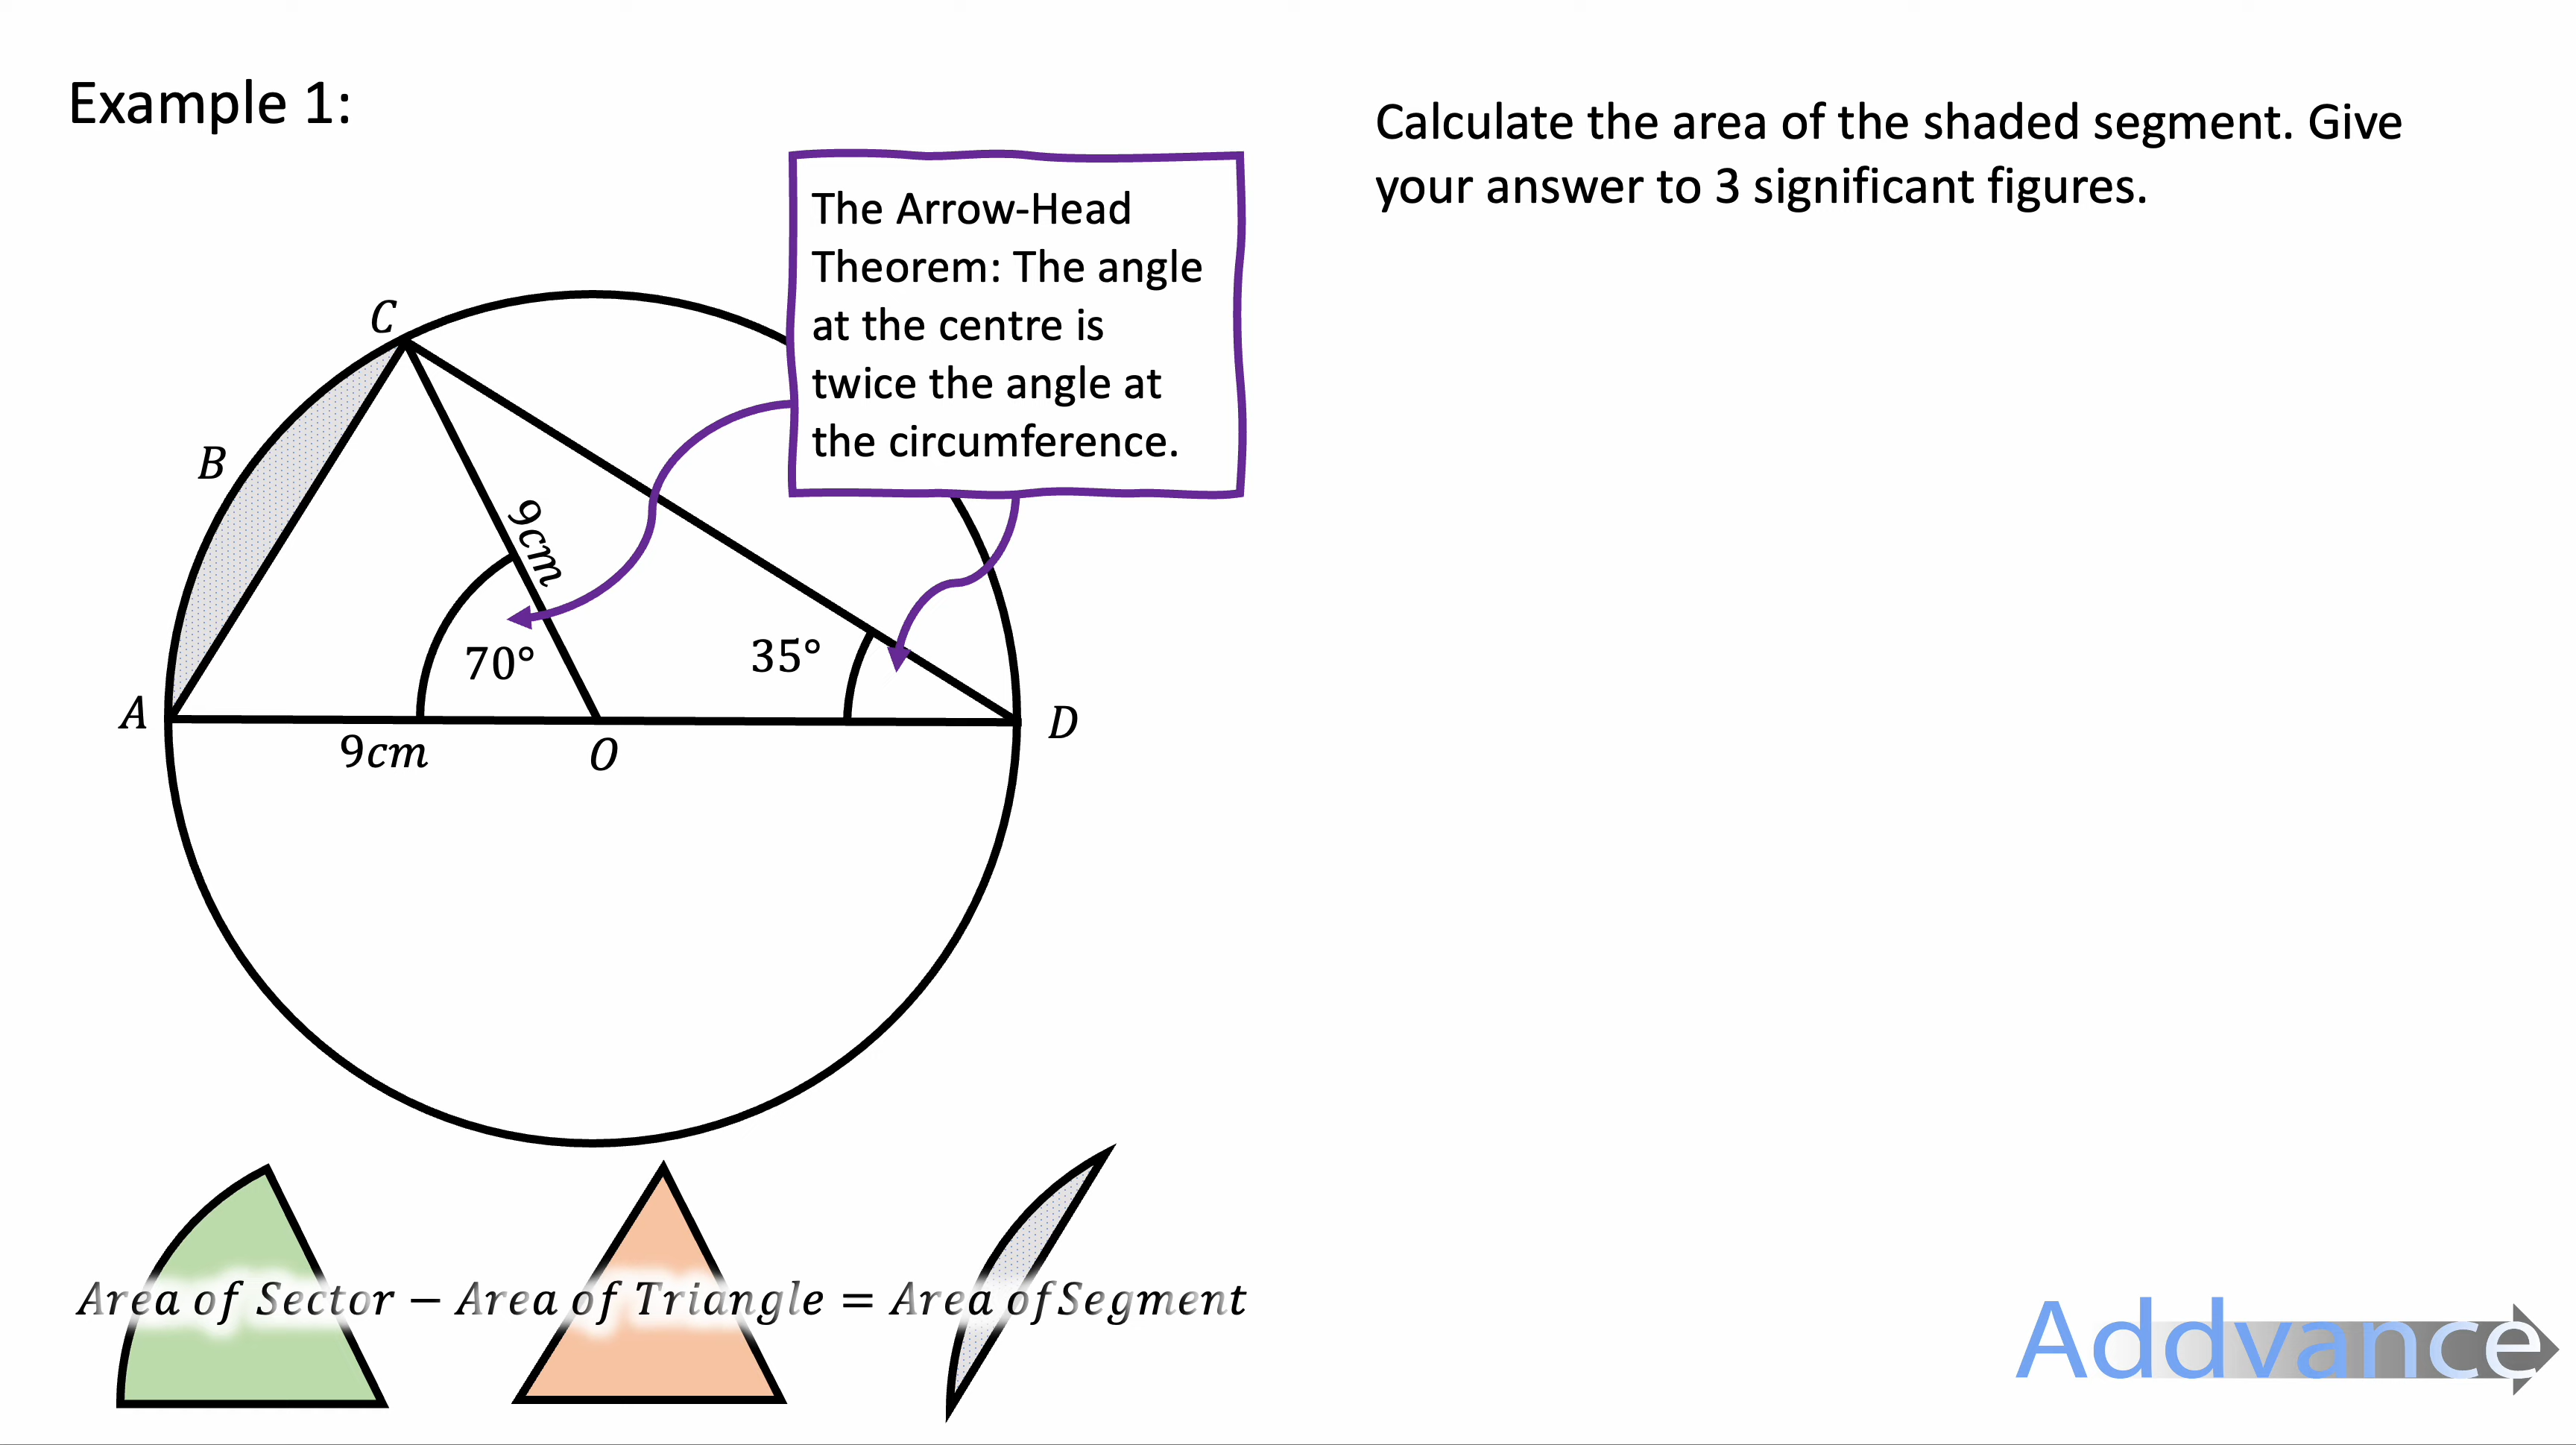 Example 1:
Calculate the area of the shaded segment. Give
your answer to 3 significant figures.
The Arrow-Head
Theorem: The angle
at the centre is
twice the angle at
the circumference.
C
B
9cm
70°
35°
A
D
9cm
O
Area of Sector − Area of Triangle = Area of Segment
Addvance